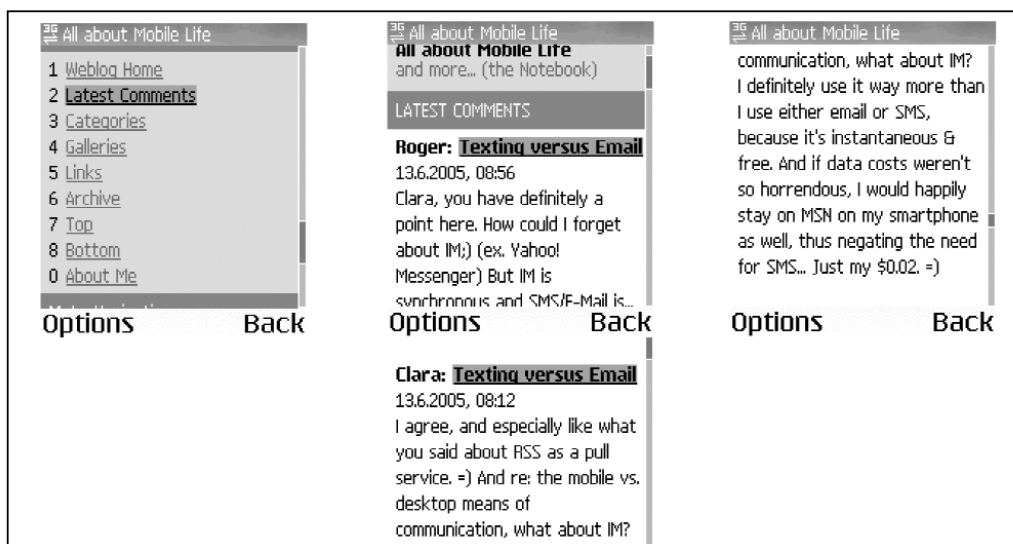 3G All about Mobile Life
1 Weblog Home
2 Latest Comments
3 Categories
4 Galleries
5 Links
6 Archive
7 Top
8 Bottom
0 About Me
Options Back
3G All about Mobile Life
All about Mobile Life
and more... (the Notebook)
LATEST COMMENTS
Roger: Texting versus Email
13.6.2005, 08:56
Clara, you have definitely a
point here. How could I forget
about IM;) (ex. Yahoo!
Messenger) But IM is
synchronous and SMS/E-Mail is...
Options Back
Clara: Texting versus Email
13.6.2005, 08:12
I agree, and especially like what
you said about RSS as a pull
service. =) And re: the mobile vs.
desktop means of
communication, what about IM?
3G All about Mobile Life
communication, what about IM?
I definitely use it way more than
I use either email or SMS,
because it's instantaneous &
free. And if data costs weren't
so horrendous, I would happily
stay on MSN on my smartphone
as well, thus negating the need
for SMS... Just my $0.02. =)
Options Back